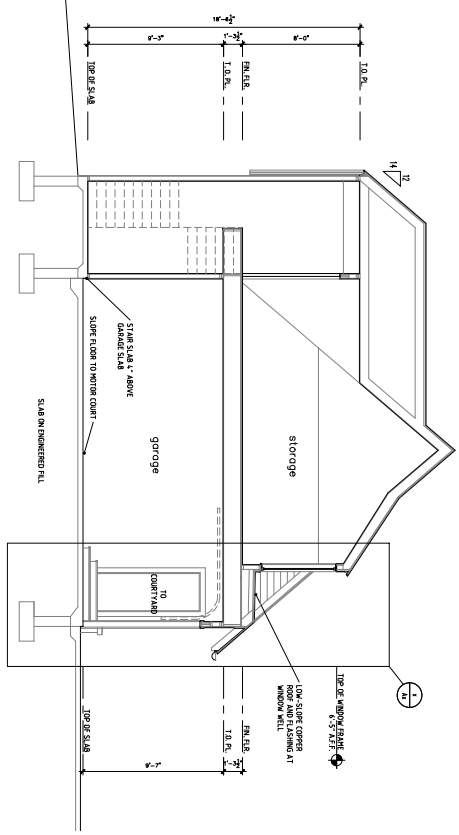 18'-6½"
9'-3"
1'-3½"
8'-0"
TOP OF SLAB
T.O. PL.
FIN. FLR.
T.O. PL.
12
14
STAIR SLAB 4" ABOVE
GARAGE SLAB
SLOPE FLOOR TO MOTOR COURT
SLAB ON ENGINEERED FILL
garage
storage
TO
COURTYARD
LOW-SLOPE COPPER
ROOF AND FLASHING AT
WINDOW WELL
TOP OF WINDOW FRAME
6'-5" A.F.F.
TOP OF SLAB
T.O. PL.
FIN. FLR.
9'-7"
1'-3½"